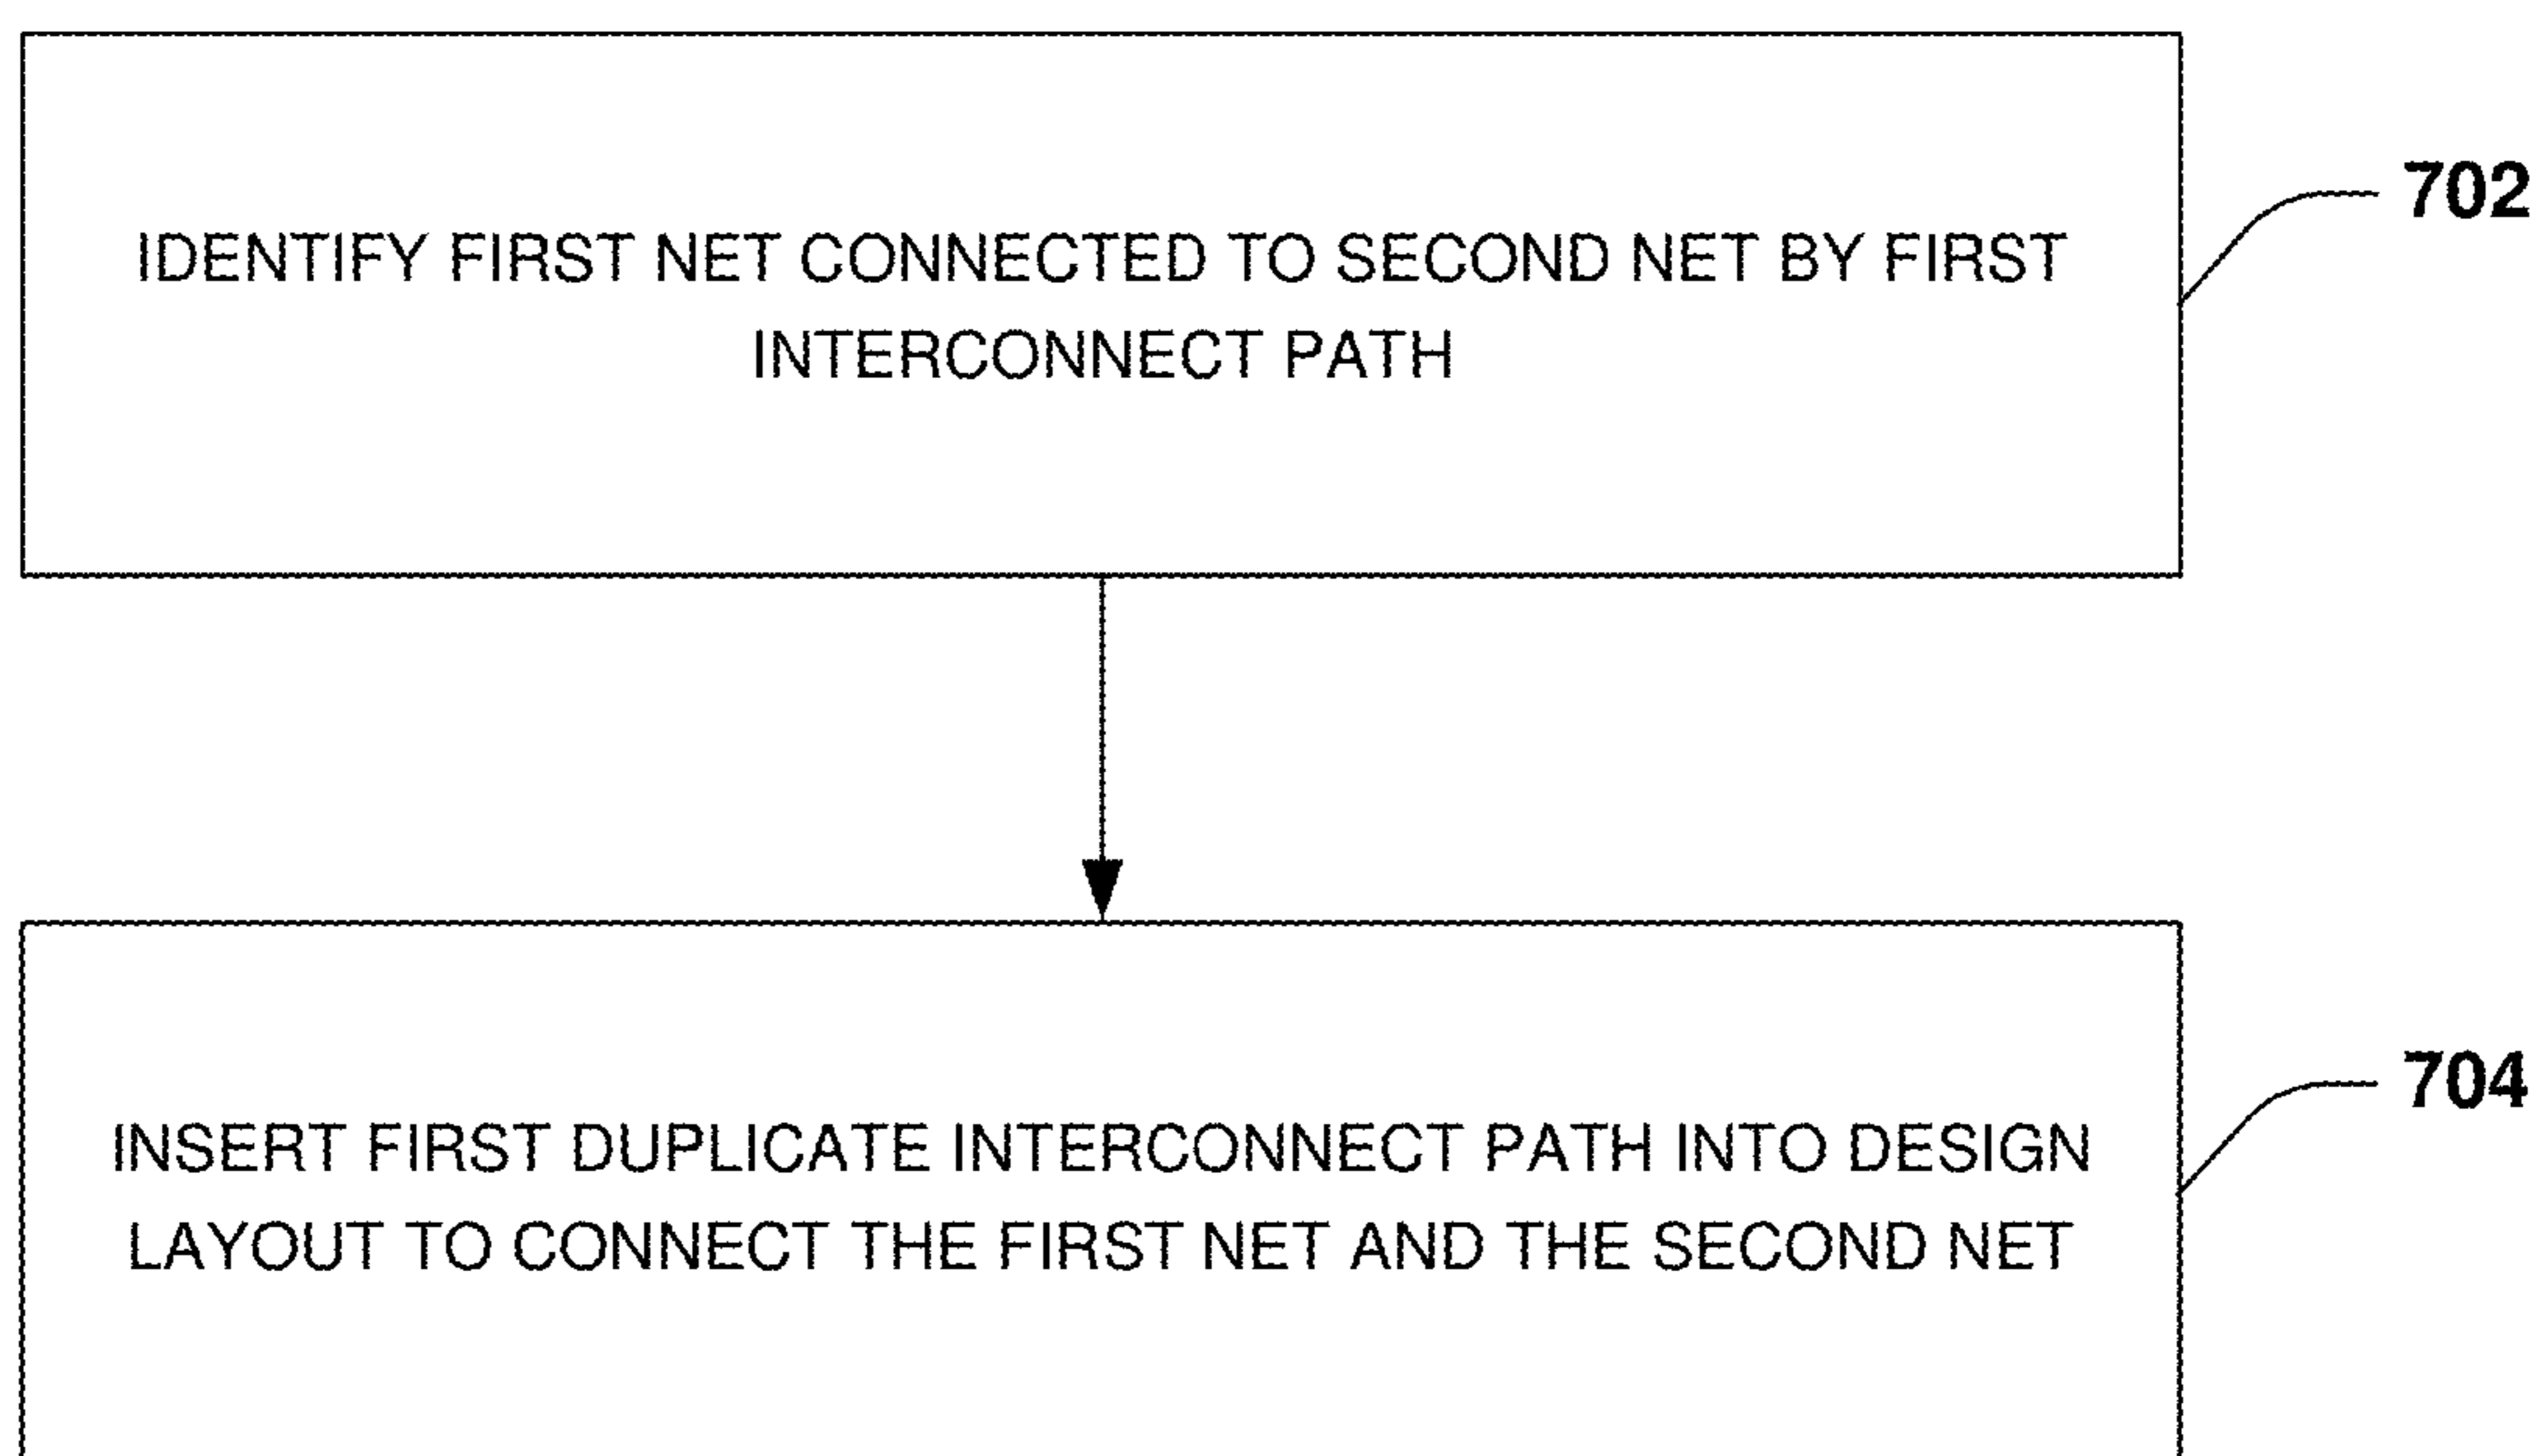 IDENTIFY FIRST NET CONNECTED TO SECOND NET BY FIRST
INTERCONNECT PATH
702
INSERT FIRST DUPLICATE INTERCONNECT PATH INTO DESIGN
LAYOUT TO CONNECT THE FIRST NET AND THE SECOND NET
704